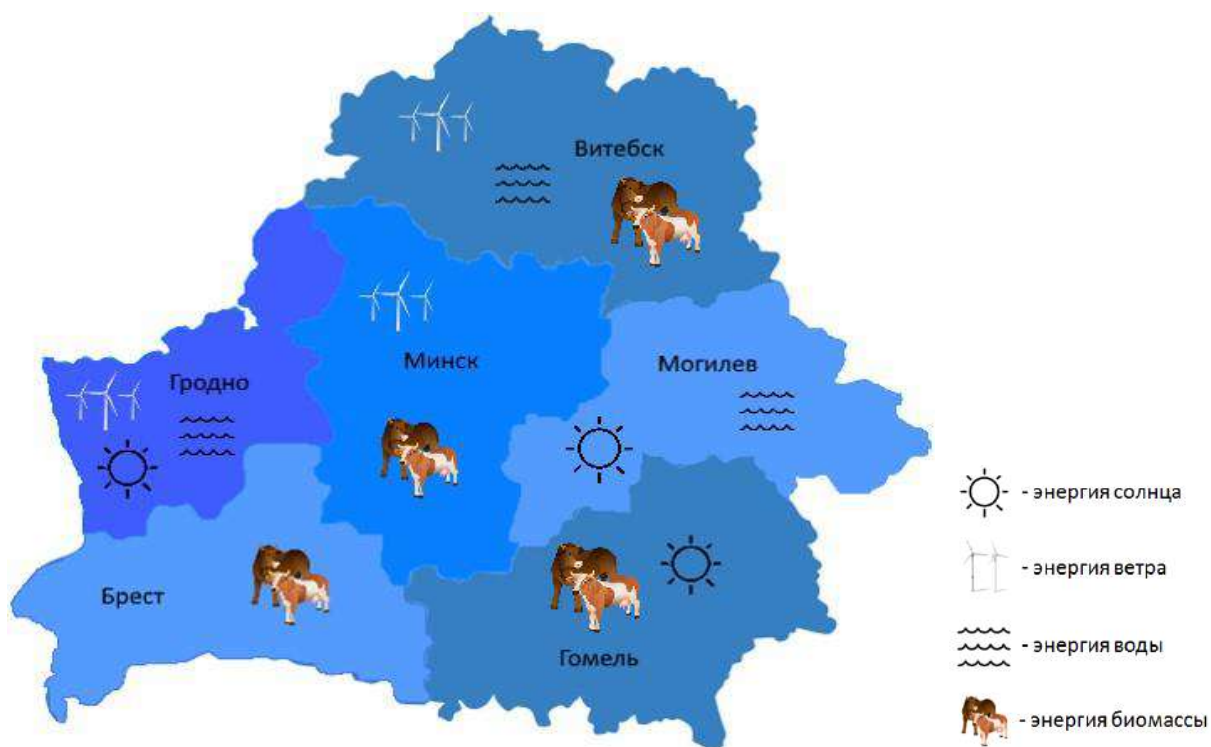 Витебск
Минск
Могилев
Гродно
Брест
Гомель
- энергия солнца
- энергия ветра
- энергия воды
- энергия биомассы